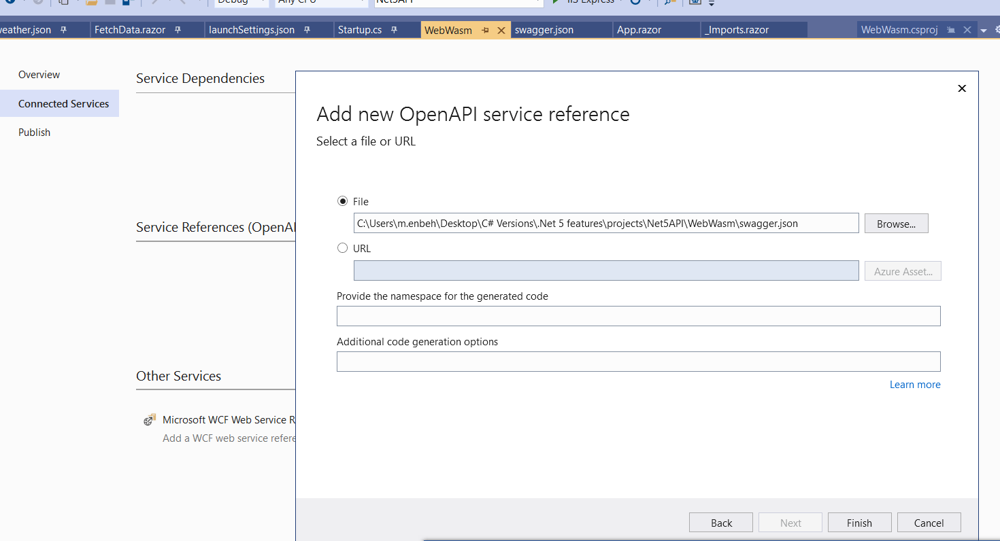 Debug
Any CPU
Net5API
IIS Express
weather.json
FetchData.razor
launchSettings.json
Startup.cs
WebWasm
swagger.json
App.razor
_Imports.razor
WebWasm.csproj
Overview
Connected Services
Publish
Service Dependencies
Service References (OpenAPI
Other Services
Microsoft WCF Web Service R
Add a WCF web service refere
Add new OpenAPI service reference
Select a file or URL
File
C:\Users\m.enbeh\Desktop\C# Versions\.Net 5 features\projects\Net5API\WebWasm\swagger.json
Browse...
URL
Azure Asset...
Provide the namespace for the generated code
Additional code generation options
Learn more
Back
Next
Finish
Cancel